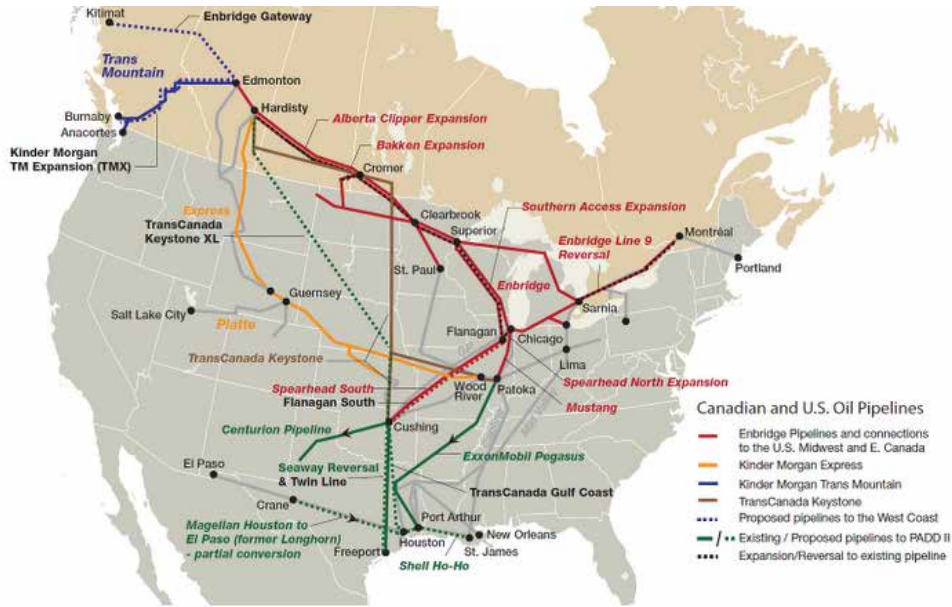 Kitimat
Enbridge Gateway
Trans
Mountain
Edmonton
Hardisty
Burnaby
Anacortes
Alberta Clipper Expansion
Bakken Expansion
Kinder Morgan
TM Expansion (TMX)
Cromer
Express
TransCanada
Keystone XL
Clearbrook
Superior
Southern Access Expansion
Enbridge Line 9
Reversal
Montréal
Portland
St. Paul
Enbridge
Sarnia
Guernsey
Salt Lake City
Platte
Flanagan
Chicago
TransCanada Keystone
Lima
Spearhead South
Flanagan South
Wood
River
Patoka
Spearhead North Expansion
Mustang
Cushing
Centurion Pipeline
Seaway Reversal
& Twin Line
ExxonMobil Pegasus
El Paso
Crane
TransCanada Gulf Coast
Magellan Houston to
El Paso (former Longhorn)
- partial conversion
Port Arthur
Houston
New Orleans
St. James
Freeport
Shell Ho-Ho
Canadian and U.S. Oil Pipelines
Enbridge Pipelines and connections
to the U.S. Midwest and E. Canada
Kinder Morgan Express
Kinder Morgan Trans Mountain
TransCanada Keystone
Proposed pipelines to the West Coast
Existing / Proposed pipelines to PADD II
Expansion/Reversal to existing pipeline